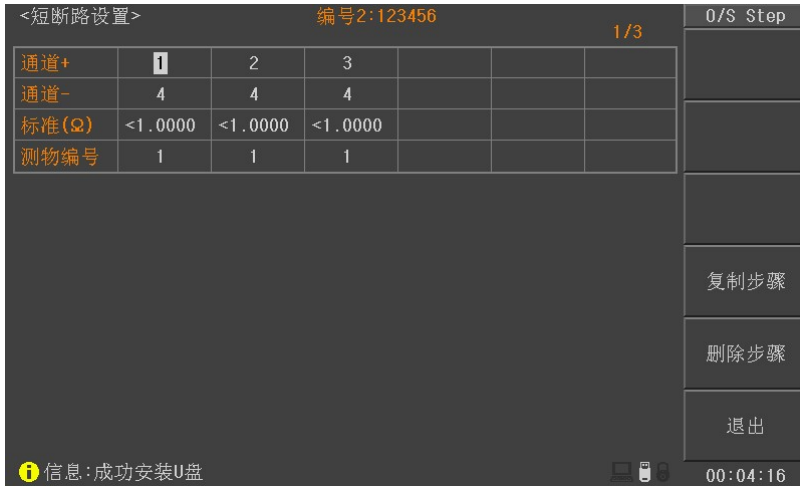 <短断路设置> 编号2:123456 1/3 O/S Step
通道+ 1 2 3
通道- 4 4 4
标准(Ω) <1.0000 <1.0000 <1.0000
测物编号 1 1 1
复制步骤
删除步骤
退出
信息:成功安装U盘 00:04:16